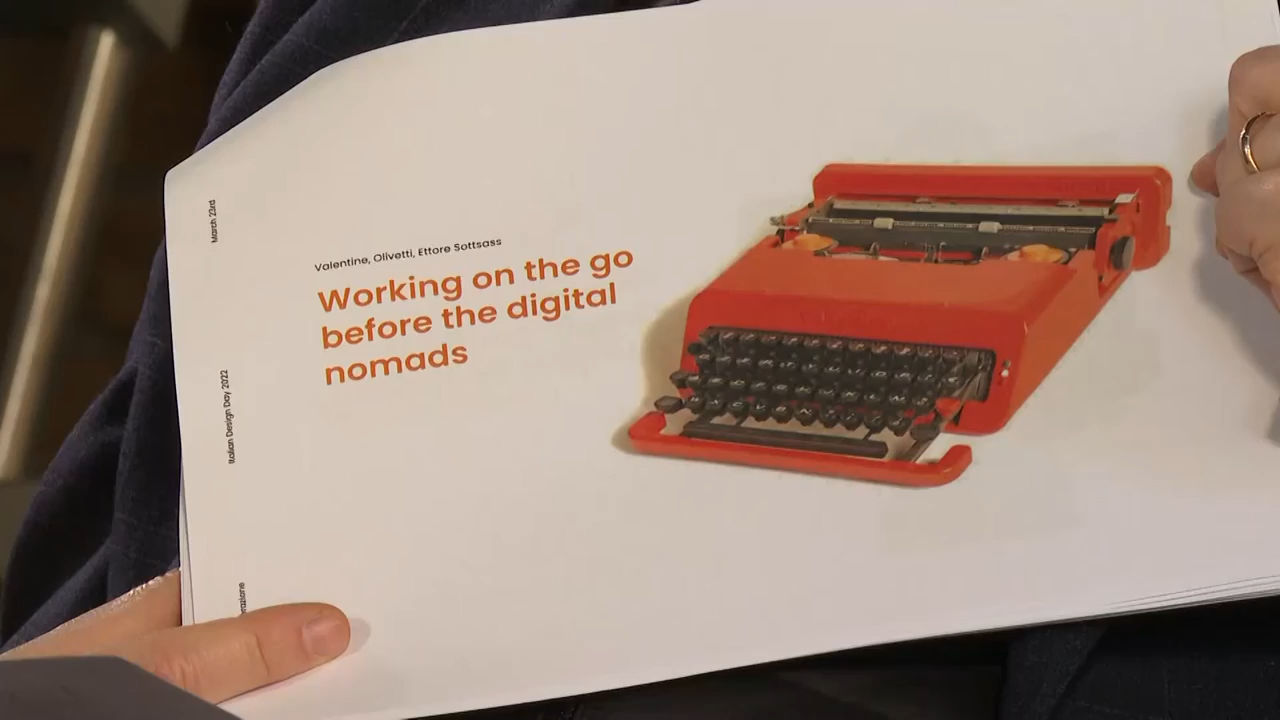 March 23rd
Italian Design Day 2022
Valentine, Olivetti, Ettore Sottsass
Working on the go
before the digital
nomads